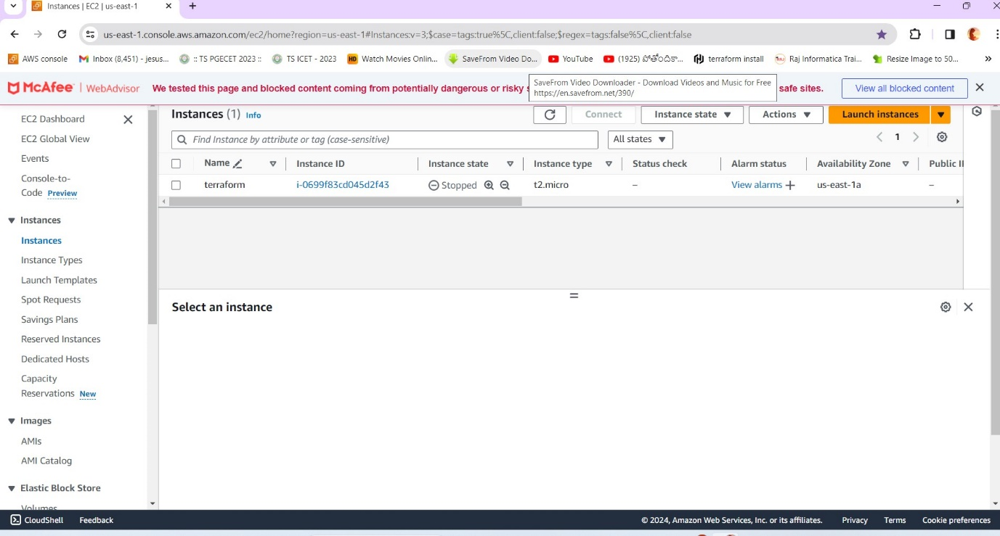 Instances | EC2 | us-east-1
us-east-1.console.aws.amazon.com/ec2/home?region=us-east-1#Instances:v=3;$case=tags:true%5C,client:false;$regex=tags:false%5C,client:false
AWS console
Inbox (8,451) - jesus...
:: TS PGECET 2023 ::
TS ICET - 2023
HD Watch Movies Onlin...
SaveFrom Video Do...
YouTube
(1925) పోతోందికా...
terraform install
Raj Informatica Trai...
Resize Image to 50...
McAfee | WebAdvisor
We tested this page and blocked content coming from potentially dangerous or risky s
safe sites.
View all blocked content
SaveFrom Video Downloader - Download Videos and Music for Free
https://en.savefrom.net/390/
EC2 Dashboard
EC2 Global View
Events
Console-to-
Code Preview
Instances
Instances
Instance Types
Launch Templates
Spot Requests
Savings Plans
Reserved Instances
Dedicated Hosts
Capacity
Reservations New
Images
AMIs
AMI Catalog
Elastic Block Store
Volumes
Instances (1) Info
Connect
Instance state
Actions
Launch instances
Find Instance by attribute or tag (case-sensitive)
All states
1
Name
Instance ID
Instance state
Instance type
Status check
Alarm status
Availability Zone
Public I
terraform
i-0699f83cd045d2f43
Stopped
t2.micro
–
View alarms +
us-east-1a
–
Select an instance
CloudShell
Feedback
© 2024, Amazon Web Services, Inc. or its affiliates.
Privacy
Terms
Cookie preferences